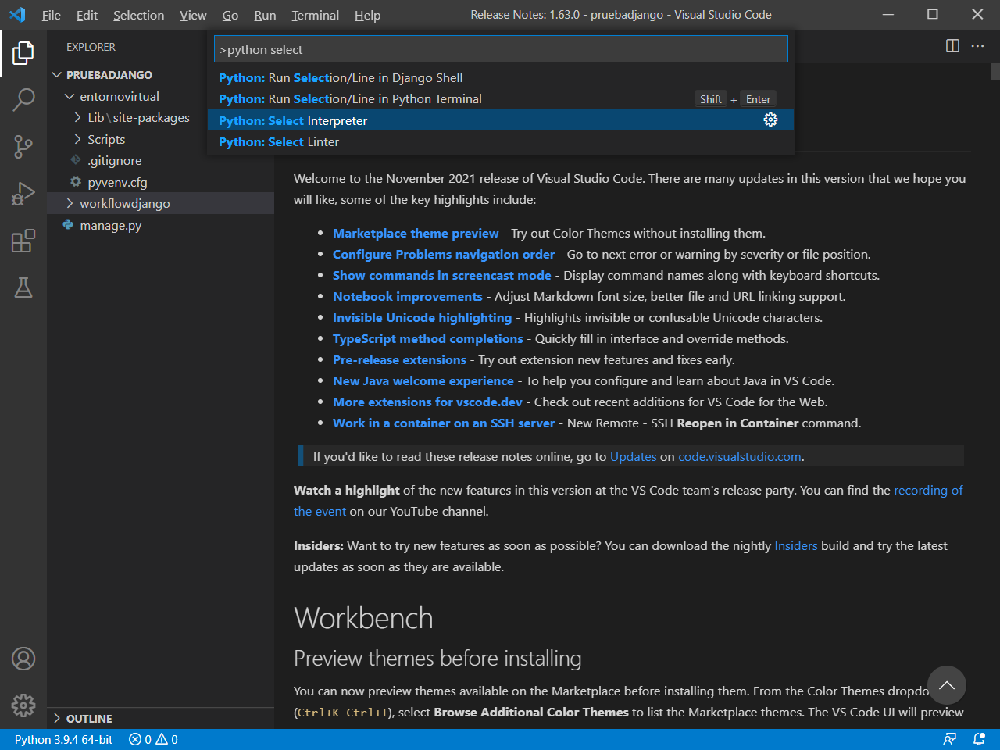 File Edit Selection View Go Run Terminal Help Release Notes: 1.63.0 - pruebadjango - Visual Studio Code
EXPLORER
PRUEBADJANGO
entornovirtual
Lib\site-packages
Scripts
.gitignore
pyvenv.cfg
workflowdjango
manage.py
OUTLINE
>python select
Python: Run Selection/Line in Django Shell
Python: Run Selection/Line in Python Terminal Shift + Enter
Python: Select Interpreter
Python: Select Linter
Welcome to the November 2021 release of Visual Studio Code. There are many updates in this version that we hope you
will like, some of the key highlights include:
• Marketplace theme preview - Try out Color Themes without installing them.
• Configure Problems navigation order - Go to next error or warning by severity or file position.
• Show commands in screencast mode - Display command names along with keyboard shortcuts.
• Notebook improvements - Adjust Markdown font size, better file and URL linking support.
• Invisible Unicode highlighting - Highlights invisible or confusable Unicode characters.
• TypeScript method completions - Quickly fill in interface and override methods.
• Pre-release extensions - Try out extension new features and fixes early.
• New Java welcome experience - To help you configure and learn about Java in VS Code.
• More extensions for vscode.dev - Check out recent additions for VS Code for the Web.
• Work in a container on an SSH server - New Remote - SSH Reopen in Container command.
If you'd like to read these release notes online, go to Updates on code.visualstudio.com.
Watch a highlight of the new features in this version at the VS Code team's release party. You can find the recording of
the event on our YouTube channel.
Insiders: Want to try new features as soon as possible? You can download the nightly Insiders build and try the latest
updates as soon as they are available.
Workbench
Preview themes before installing
You can now preview themes available on the Marketplace before installing them. From the Color Themes dropdo
(Ctrl+K Ctrl+T), select Browse Additional Color Themes to list the Marketplace themes. The VS Code UI will preview
Python 3.9.4 64-bit 0 0